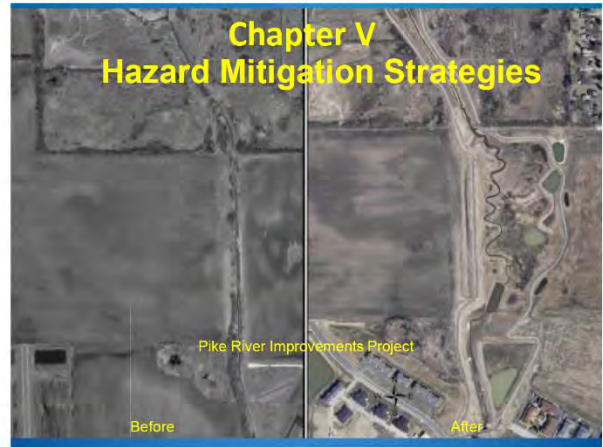 Chapter V
Hazard Mitigation Strategies
Pike River Improvements Project
Before
After